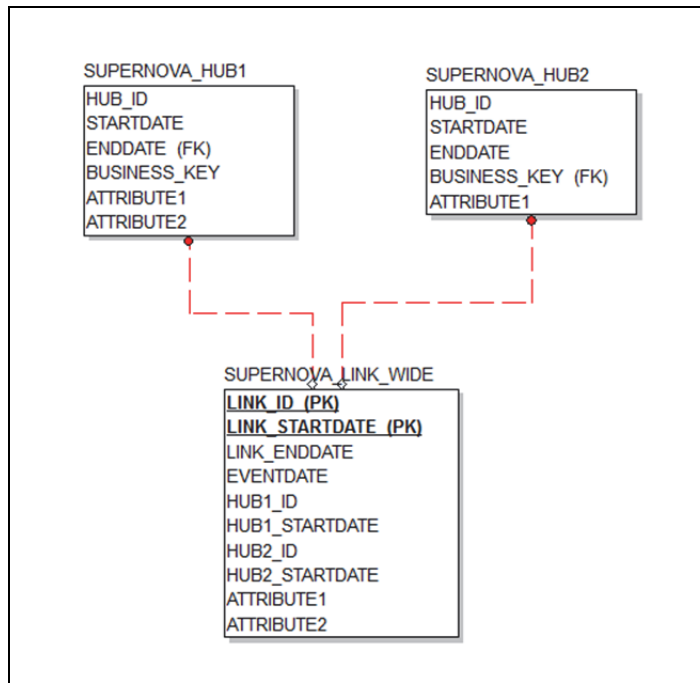 SUPERNOVA_HUB1
HUB_ID
STARTDATE
ENDDATE (FK)
BUSINESS_KEY
ATTRIBUTE1
ATTRIBUTE2
SUPERNOVA_HUB2
HUB_ID
STARTDATE
ENDDATE
BUSINESS_KEY (FK)
ATTRIBUTE1
SUPERNOVA_LINK_WIDE
LINK_ID (PK)
LINK_STARTDATE (PK)
LINK_ENDDATE
EVENTDATE
HUB1_ID
HUB1_STARTDATE
HUB2_ID
HUB2_STARTDATE
ATTRIBUTE1
ATTRIBUTE2